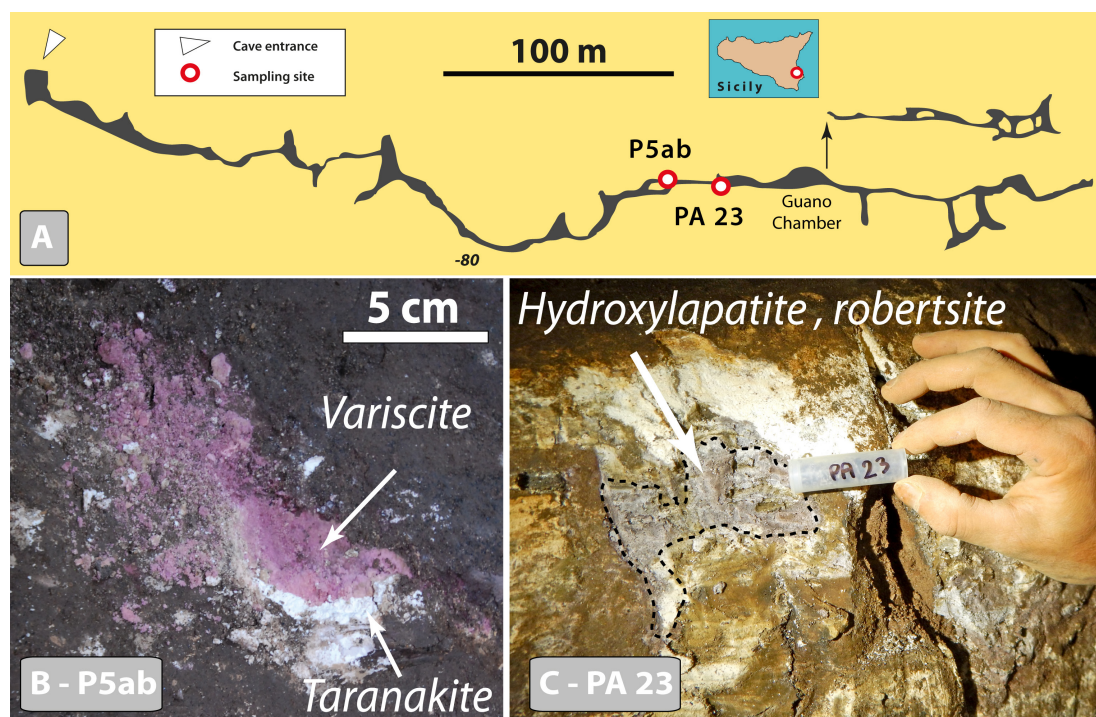 Cave entrance
Sampling site
100 m
Sicily
P5ab
PA 23
Guano
Chamber
-80
A
5 cm
Variscite
Taranakite
B - P5ab
Hydroxylapatite , robertsite
PA 23
C - PA 23